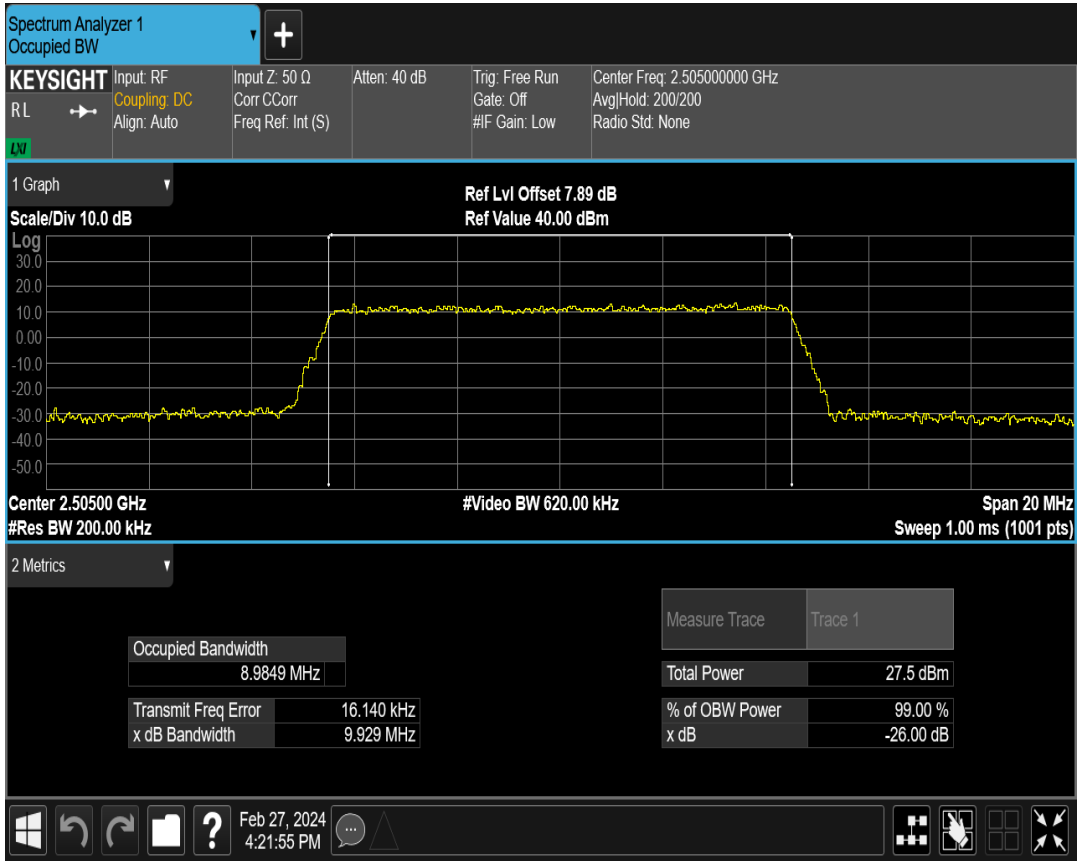 Spectrum Analyzer 1
Occupied BW
+
KEYSIGHT
R L
LXI
Input: RF
Coupling: DC
Align: Auto
Input Z: 50 Ω
Corr CCorr
Freq Ref: Int (S)
Atten: 40 dB
Trig: Free Run
Gate: Off
#IF Gain: Low
Center Freq: 2.505000000 GHz
Avg|Hold: 200/200
Radio Std: None
1 Graph
Scale/Div 10.0 dB
Ref Lvl Offset 7.89 dB
Ref Value 40.00 dBm
Log
30.0
20.0
10.0
0.00
-10.0
-20.0
-30.0
-40.0
-50.0
Center 2.50500 GHz
#Video BW 620.00 kHz
Span 20 MHz
#Res BW 200.00 kHz
Sweep 1.00 ms (1001 pts)
2 Metrics
Measure Trace Trace 1
Occupied Bandwidth
8.9849 MHz
Total Power 27.5 dBm
Transmit Freq Error 16.140 kHz
% of OBW Power 99.00 %
x dB Bandwidth 9.929 MHz
x dB -26.00 dB
?
Feb 27, 2024
4:21:55 PM